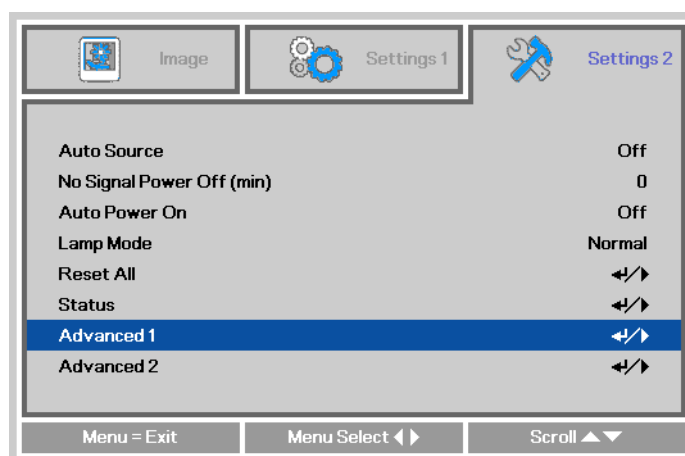 Image
Settings 1
Settings 2
Auto Source Off
No Signal Power Off (min) 0
Auto Power On Off
Lamp Mode Normal
Reset All ↵/▶
Status ↵/▶
Advanced 1 ↵/▶
Advanced 2 ↵/▶
Menu = Exit
Menu Select ◀▶
Scroll ▲▼